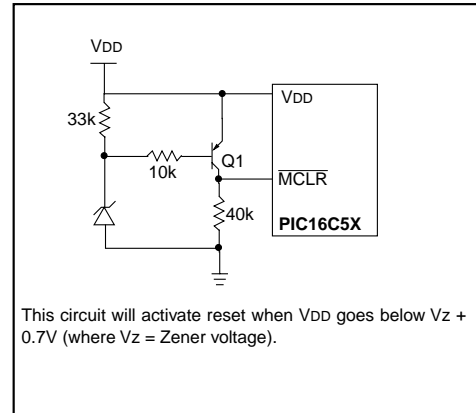 VDD
33k
VDD
10k
Q1
MCLR
40k
PIC16C5X
This circuit will activate reset when VDD goes below Vz +
0.7V (where Vz = Zener voltage).